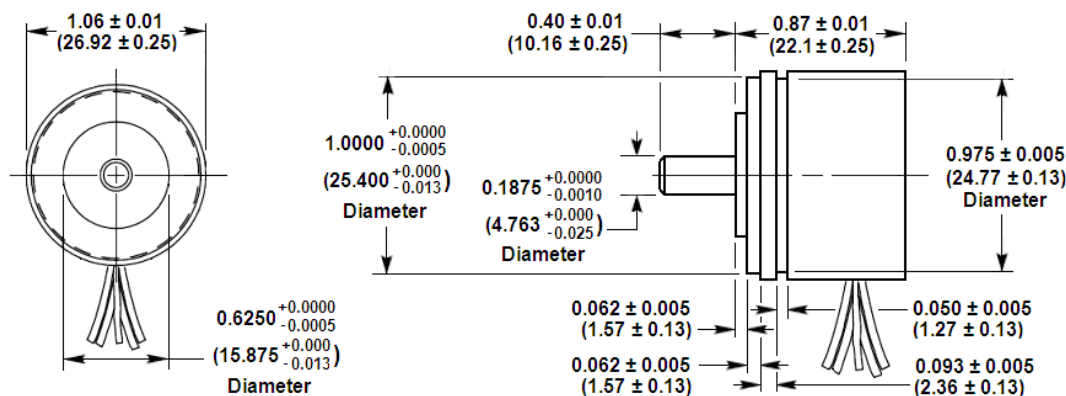 1.06 ± 0.01
(26.92 ± 0.25)
0.40 ± 0.01
(10.16 ± 0.25)
0.87 ± 0.01
(22.1 ± 0.25)
1.0000 +0.0000 -0.0005
(25.400 +0.000 -0.013)
Diameter
0.1875 +0.0000 -0.0010
(4.763 +0.000 -0.025)
Diameter
0.975 ± 0.005
(24.77 ± 0.13)
Diameter
0.6250 +0.0000 -0.0005
(15.875 +0.000 -0.013)
Diameter
0.062 ± 0.005
(1.57 ± 0.13)
0.050 ± 0.005
(1.27 ± 0.13)
0.062 ± 0.005
(1.57 ± 0.13)
0.093 ± 0.005
(2.36 ± 0.13)